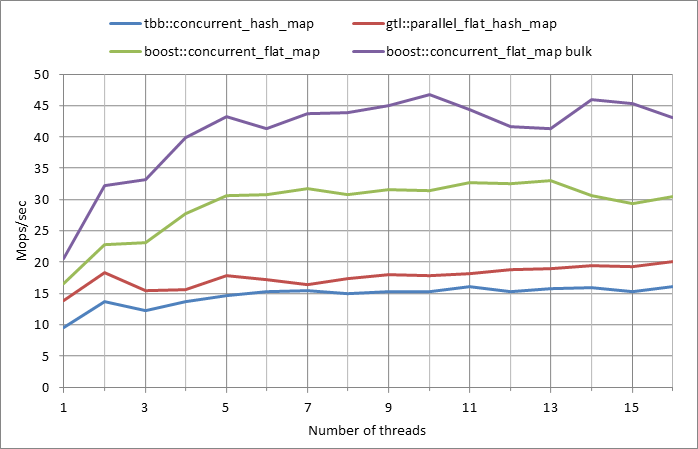 tbb::concurrent_hash_map gtl::parallel_flat_hash_map
boost::concurrent_flat_map boost::concurrent_flat_map bulk
50
45
40
35
30
25
20
15
10
5
0
Mops/sec
1 3 5 7 9 11 13 15
Number of threads